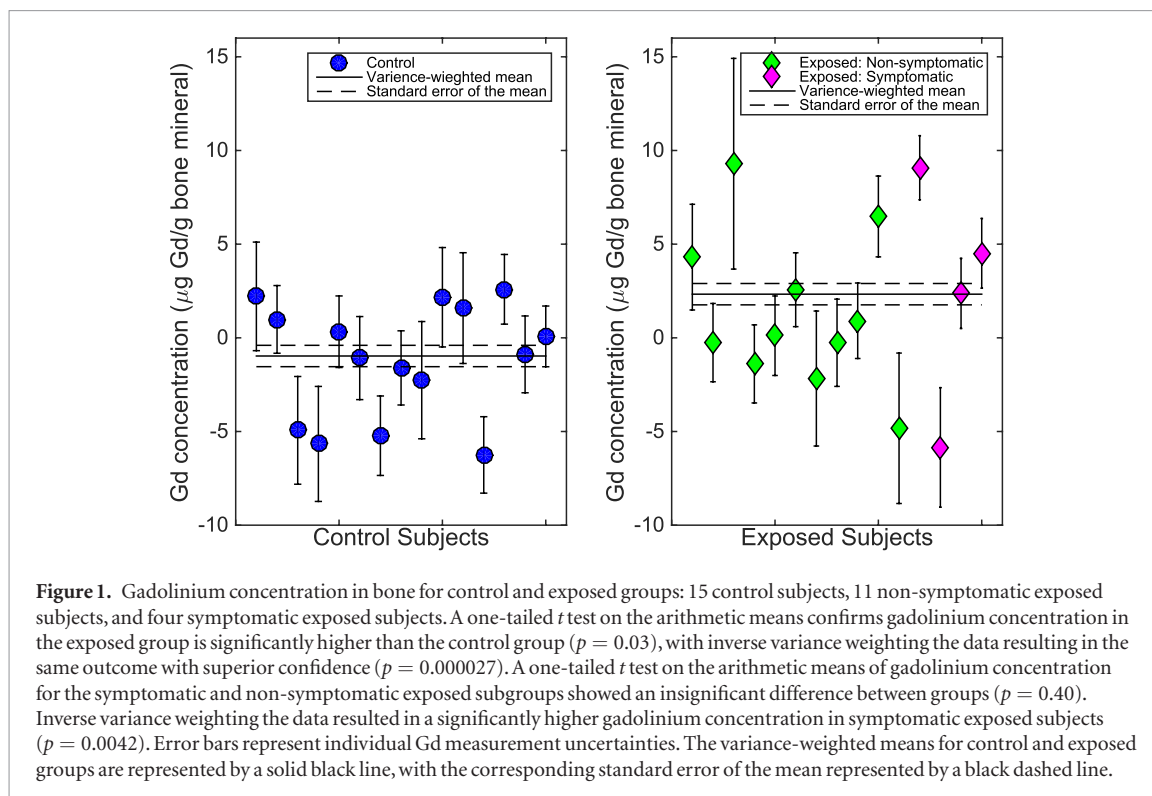 Gd concentration (μg Gd/g bone mineral)
15
10
5
0
-5
-10
Control
Varience-wieghted mean
Standard error of the mean
Control Subjects
Gd concentration (μg Gd/g bone mineral)
15
10
5
0
-5
-10
Exposed: Non-symptomatic
Exposed: Symptomatic
Varience-wieghted mean
Standard error of the mean
Exposed Subjects
Figure 1. Gadolinium concentration in bone for control and exposed groups: 15 control subjects, 11 non-symptomatic exposed
subjects, and four symptomatic exposed subjects. A one-tailed t test on the arithmetic means confirms gadolinium concentration in
the exposed group is significantly higher than the control group (p = 0.03), with inverse variance weighting the data resulting in the
same outcome with superior confidence (p = 0.000027). A one-tailed t test on the arithmetic means of gadolinium concentration
for the symptomatic and non-symptomatic exposed subgroups showed an insignificant difference between groups (p = 0.40).
Inverse variance weighting the data resulted in a significantly higher gadolinium concentration in symptomatic exposed subjects
(p = 0.0042). Error bars represent individual Gd measurement uncertainties. The variance-weighted means for control and exposed
groups are represented by a solid black line, with the corresponding standard error of the mean represented by a black dashed line.